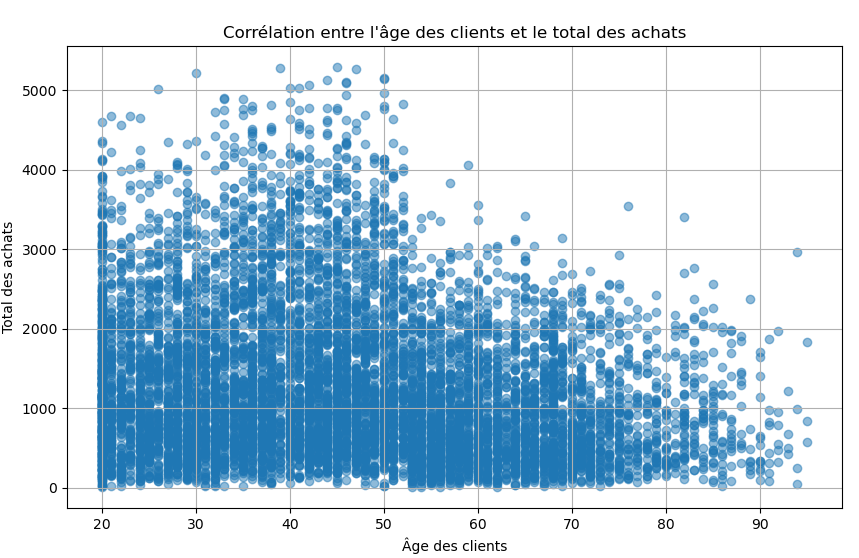 Corrélation entre l'âge des clients et le total des achats
Total des achats
5000
4000
3000
2000
1000
0
20 30 40 50 60 70 80 90
Âge des clients